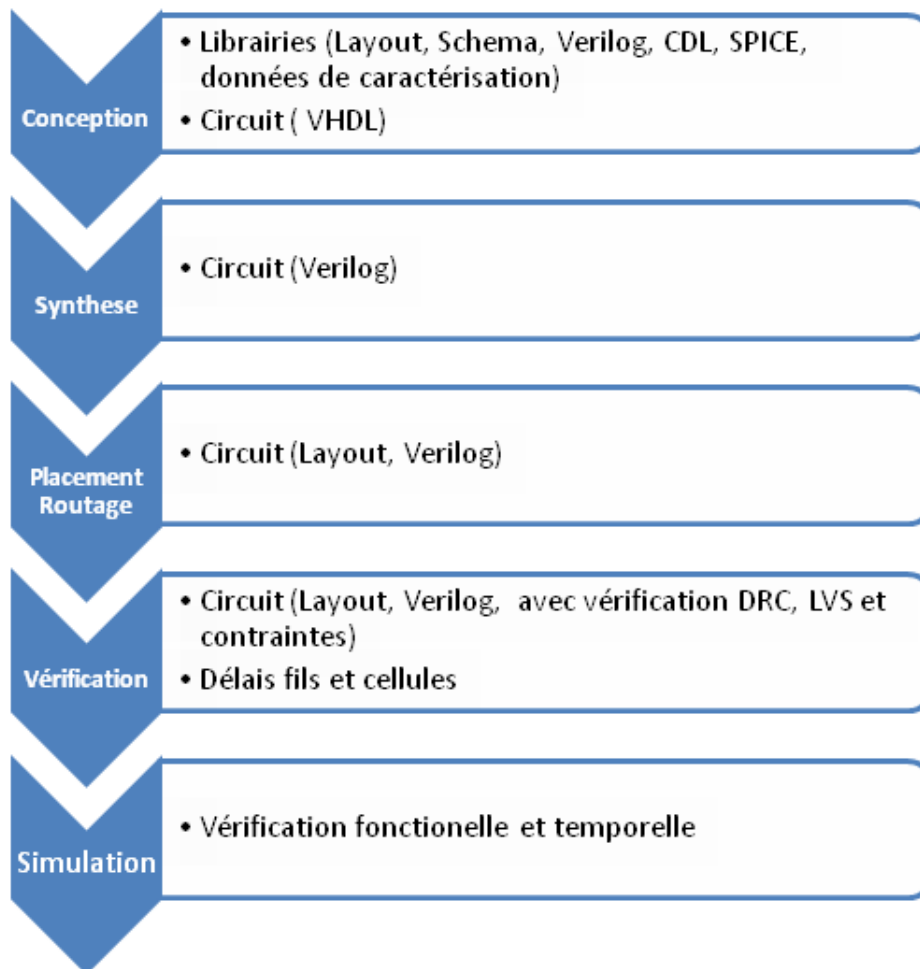 Conception
• Librairies (Layout, Schema, Verilog, CDL, SPICE,
données de caractérisation)
• Circuit ( VHDL)
Synthese
• Circuit (Verilog)
Placement
Routage
• Circuit (Layout, Verilog)
Vérification
• Circuit (Layout, Verilog, avec vérification DRC, LVS et
contraintes)
• Délais fils et cellules
Simulation
• Vérification fonctionelle et temporelle